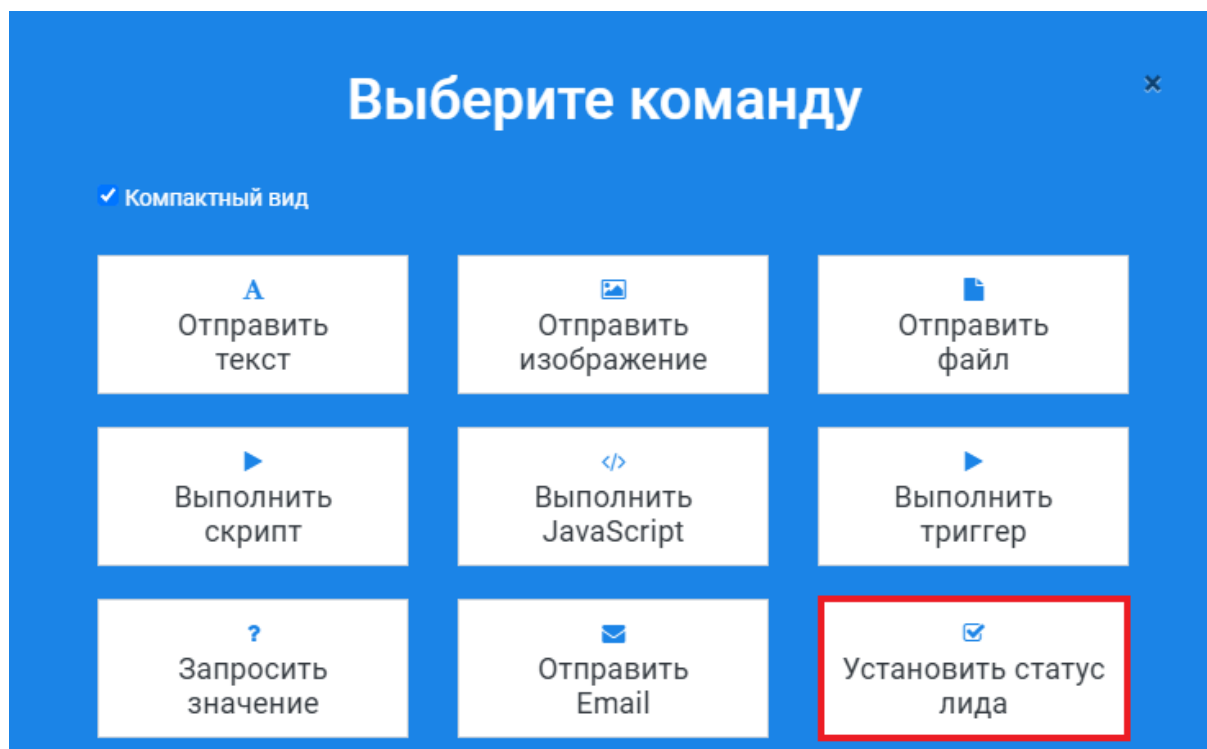 Выберите команду
×
Компактный вид
A
Отправить
текст
Отправить
изображение
Отправить
файл
Выполнить
скрипт
</>
Выполнить
JavaScript
Выполнить
триггер
?
Запросить
значение
Отправить
Email
Установить статус
лида